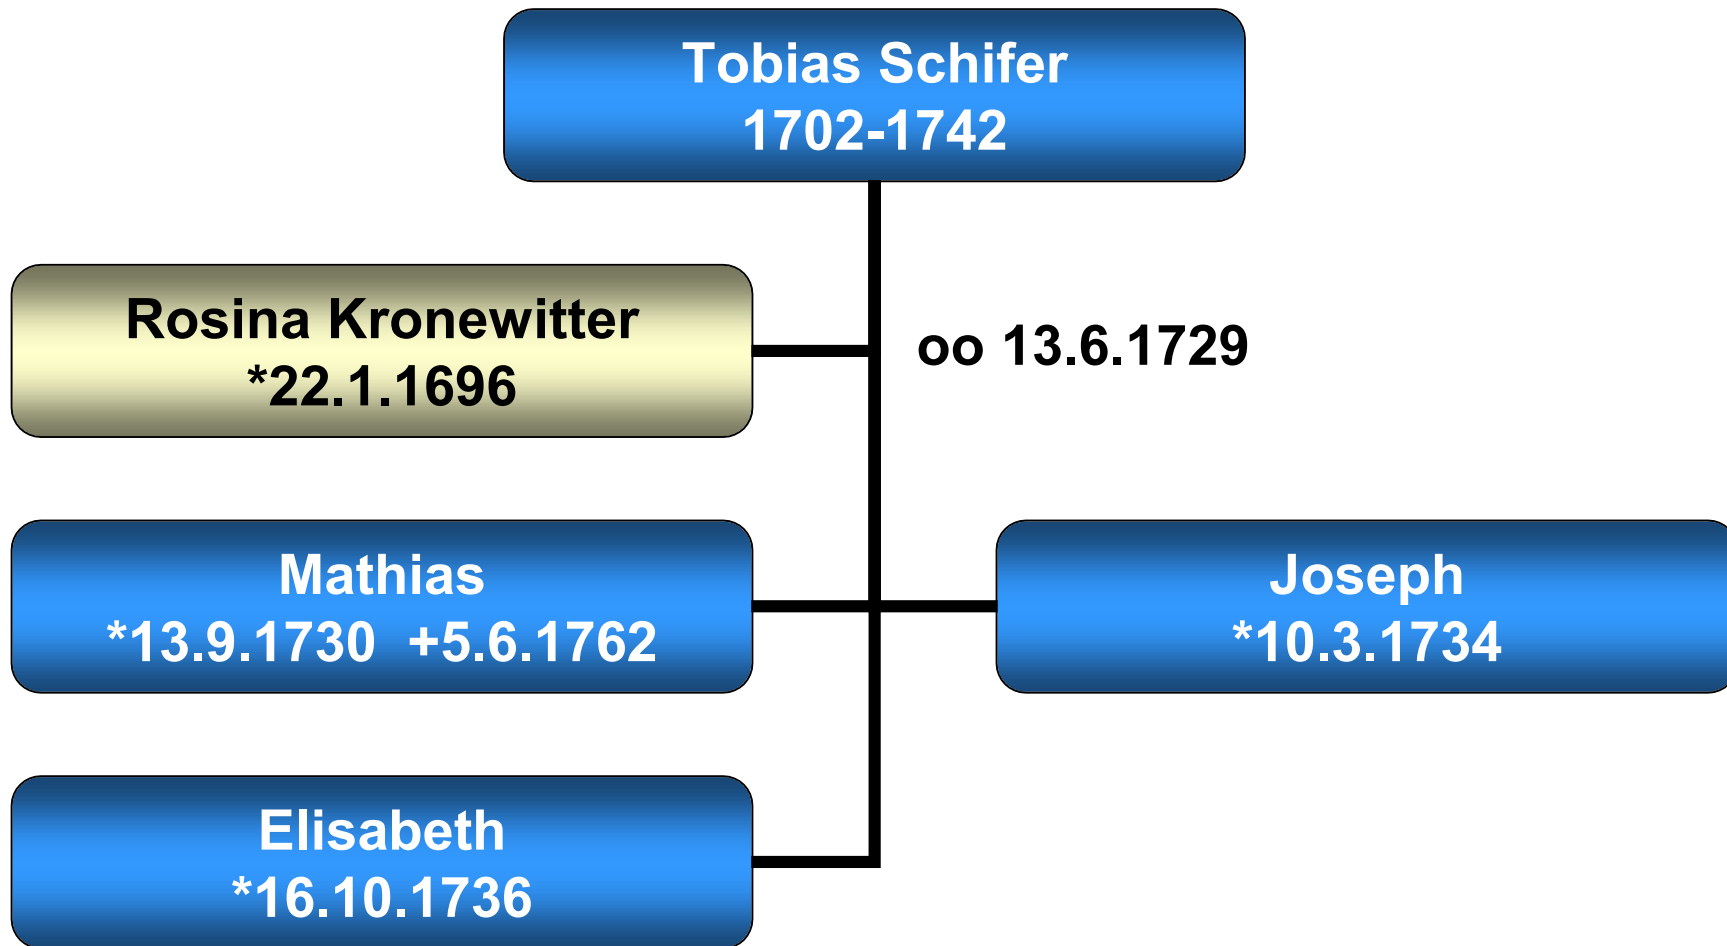 Tobias Schifer
1702-1742
Rosina Kronewitter
*22.1.1696
oo 13.6.1729
Mathias
*13.9.1730  +5.6.1762
Joseph
*10.3.1734
Elisabeth
*16.10.1736